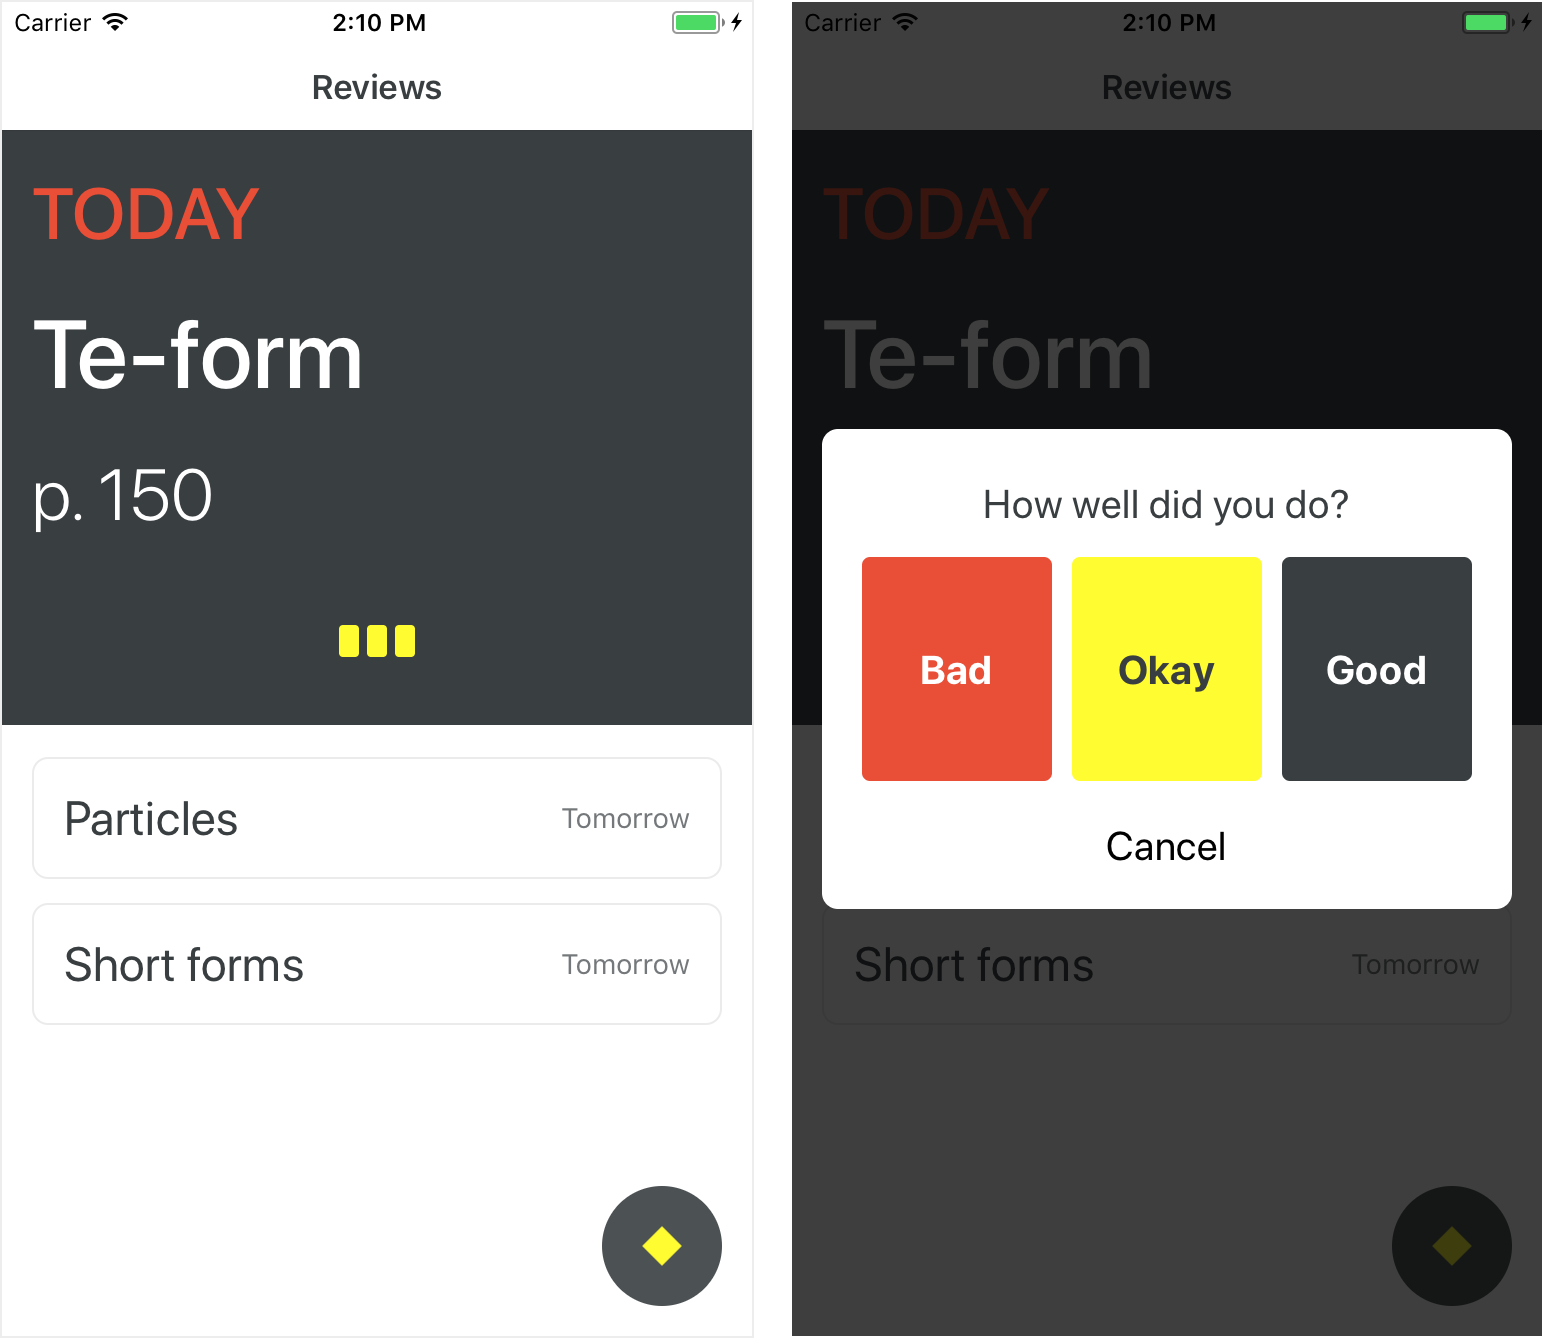 Carrier 2:10 PM
Reviews
TODAY
Te-form
p. 150
Particles Tomorrow
Short forms Tomorrow
Carrier 2:10 PM
Reviews
TODAY
Te-form
How well did you do?
Bad Okay Good
Cancel
Short forms Tomorrow